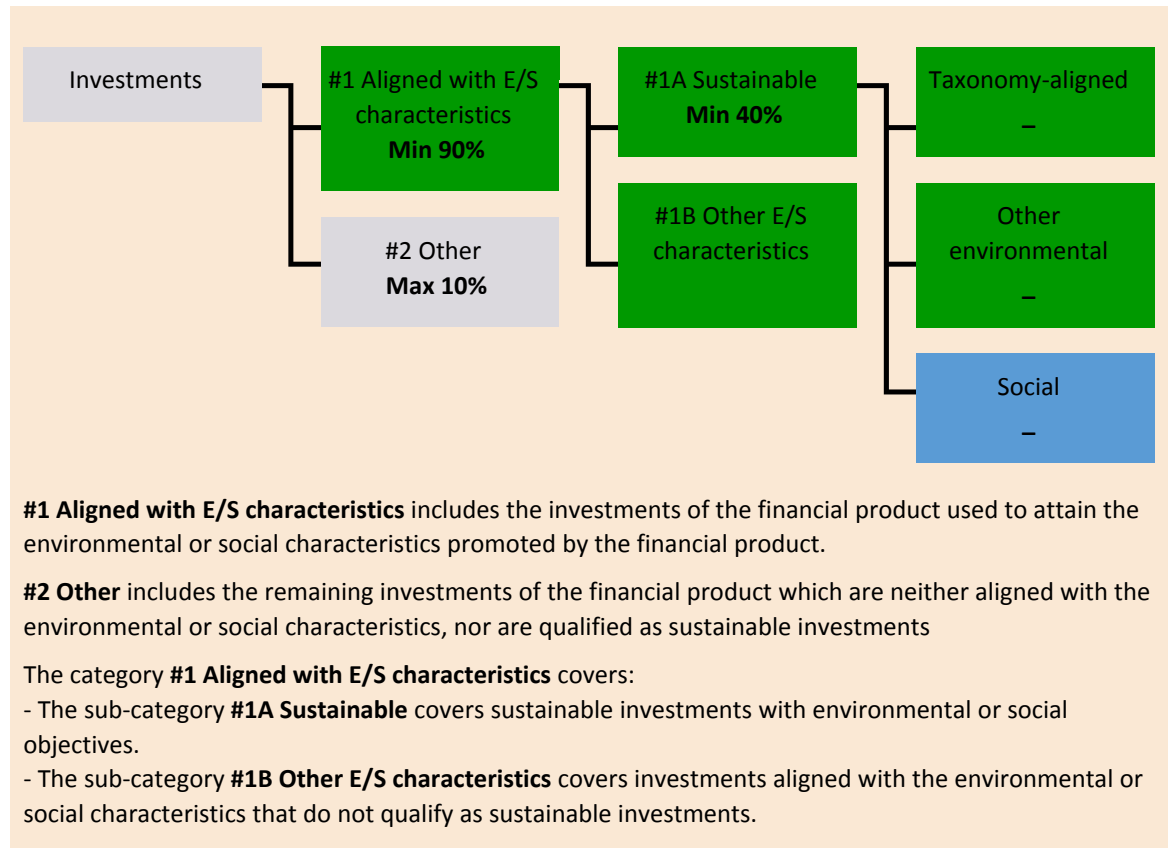 Investments
#1 Aligned with E/S
characteristics
Min 90%
#2 Other
Max 10%
#1A Sustainable
Min 40%
#1B Other E/S
characteristics
Taxonomy-aligned
–
Other
environmental
–
Social
–
#1 Aligned with E/S characteristics includes the investments of the financial product used to attain the
environmental or social characteristics promoted by the financial product.
#2 Other includes the remaining investments of the financial product which are neither aligned with the
environmental or social characteristics, nor are qualified as sustainable investments
The category #1 Aligned with E/S characteristics covers:
- The sub-category #1A Sustainable covers sustainable investments with environmental or social
objectives.
- The sub-category #1B Other E/S characteristics covers investments aligned with the environmental or
social characteristics that do not qualify as sustainable investments.